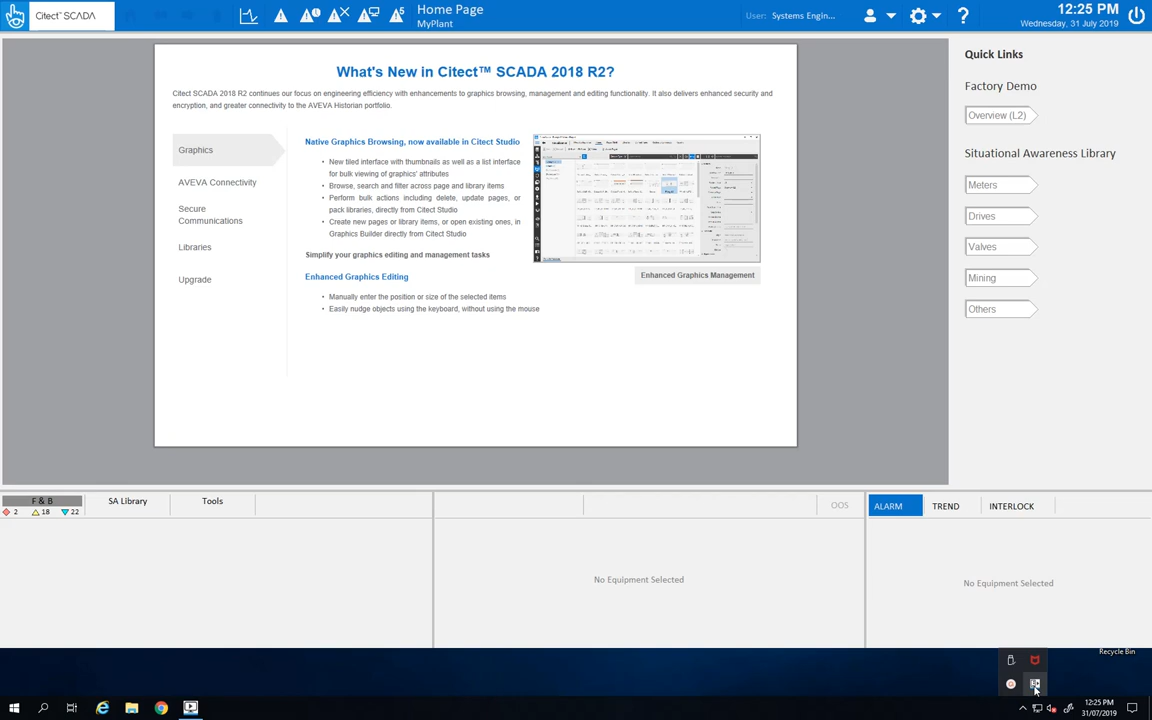 Citect™ SCADA
Home Page
MyPlant
User: Systems Engin...
12:25 PM
Wednesday, 31 July 2019
What's New in Citect™ SCADA 2018 R2?
Citect SCADA 2018 R2 continues our focus on engineering efficiency with enhancements to graphics browsing, management and editing functionality. It also delivers enhanced security and
encryption, and greater connectivity to the AVEVA Historian portfolio.
Graphics
AVEVA Connectivity
Secure
Communications
Libraries
Upgrade
Native Graphics Browsing, now available in Citect Studio
• New tiled interface with thumbnails as well as a list interface
for bulk viewing of graphics' attributes
• Browse, search and filter across page and library items
• Perform bulk actions including delete, update pages, or
pack libraries, directly from Citect Studio
• Create new pages or library items, or open existing ones, in
Graphics Builder directly from Citect Studio
Simplify your graphics editing and management tasks
Enhanced Graphics Editing
• Manually enter the position or size of the selected items
• Easily nudge objects using the keyboard, without using the mouse
Enhanced Graphics Management
Quick Links
Factory Demo
Overview (L2)
Situational Awareness Library
Meters
Drives
Valves
Mining
Others
F & B
2 18 22
SA Library
Tools
OOS
No Equipment Selected
ALARM
TREND
INTERLOCK
No Equipment Selected
Recycle Bin
12:25 PM
31/07/2019